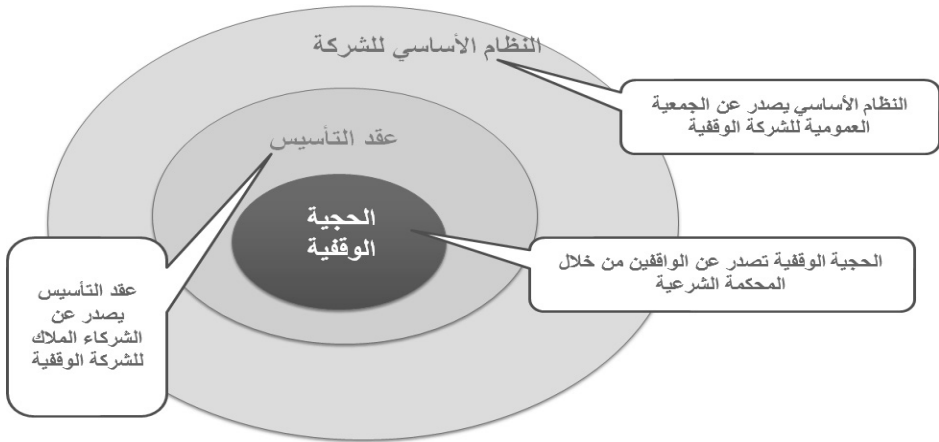 النظام الأساسي للشركة
النظام الأساسي يصدر عن الجمعية
العمومية للشركة الوقفية
عقد التأسيس
الحجية
الوقفية
الحجية الوقفية تصدر عن الواقفين من خلال
المحكمة الشرعية
عقد التأسيس
يصدر عن
الشركاء الملاك
للشركة الوقفية